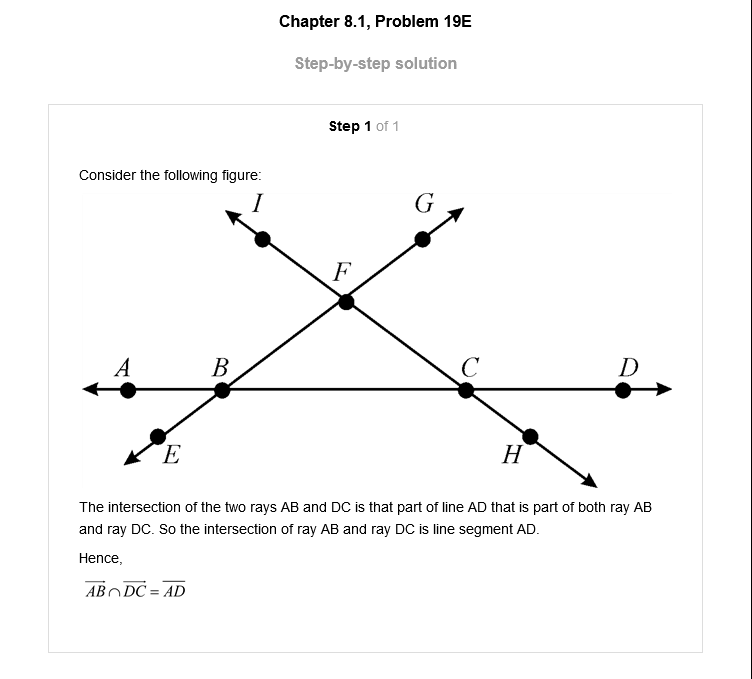 Chapter 8.1, Problem 19E
Step-by-step solution
Step 1 of 1
Consider the following figure:
I
G
F
A
B
C
D
E
H
The intersection of the two rays AB and DC is that part of line AD that is part of both ray AB
and ray DC. So the intersection of ray AB and ray DC is line segment AD.
Hence,
$\overrightarrow{AB} \cap \overrightarrow{DC} = \overline{AD}$